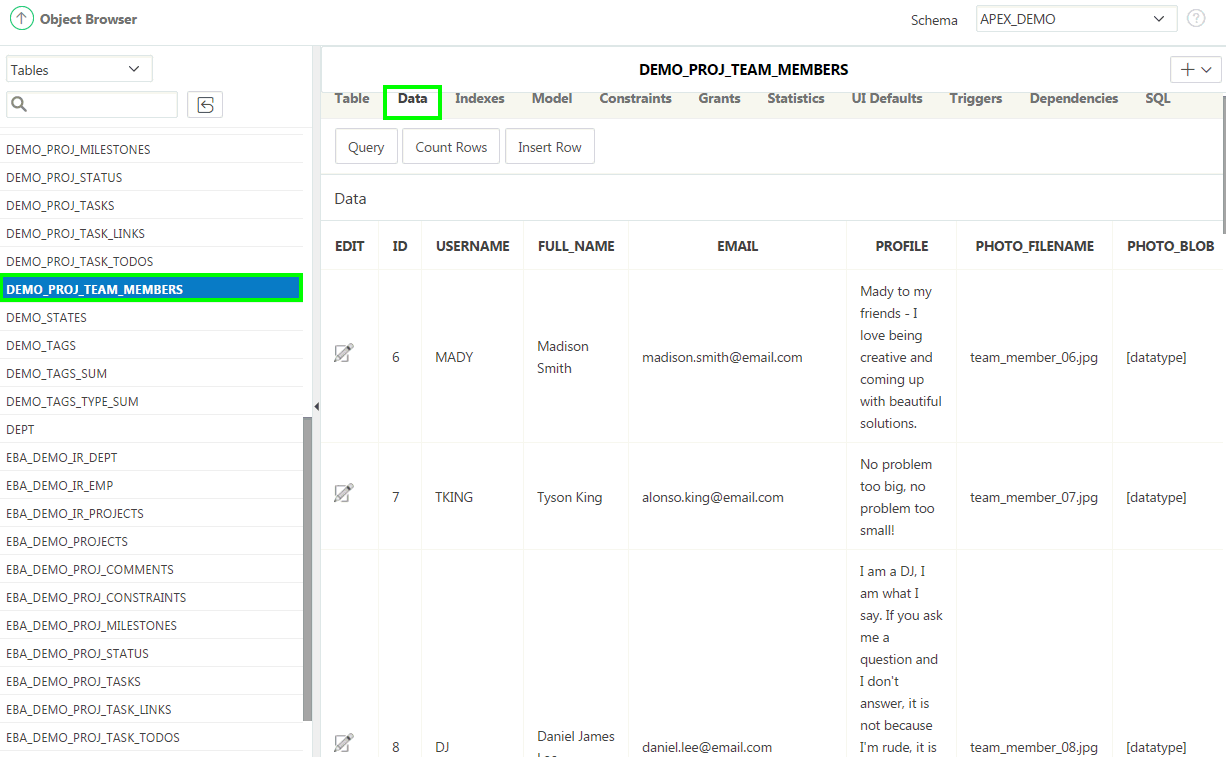 Object Browser
Schema
APEX_DEMO
?
Tables
DEMO_PROJ_MILESTONES
DEMO_PROJ_STATUS
DEMO_PROJ_TASKS
DEMO_PROJ_TASK_LINKS
DEMO_PROJ_TASK_TODOS
DEMO_PROJ_TEAM_MEMBERS
DEMO_STATES
DEMO_TAGS
DEMO_TAGS_SUM
DEMO_TAGS_TYPE_SUM
DEPT
EBA_DEMO_IR_DEPT
EBA_DEMO_IR_EMP
EBA_DEMO_IR_PROJECTS
EBA_DEMO_PROJECTS
EBA_DEMO_PROJ_COMMENTS
EBA_DEMO_PROJ_CONSTRAINTS
EBA_DEMO_PROJ_MILESTONES
EBA_DEMO_PROJ_STATUS
EBA_DEMO_PROJ_TASKS
EBA_DEMO_PROJ_TASK_LINKS
EBA_DEMO_PROJ_TASK_TODOS
DEMO_PROJ_TEAM_MEMBERS
Table Data Indexes Model Constraints Grants Statistics UI Defaults Triggers Dependencies SQL
Query Count Rows Insert Row
Data
EDIT ID USERNAME FULL_NAME EMAIL PROFILE PHOTO_FILENAME PHOTO_BLOB
6
MADY
Madison
Smith
madison.smith@email.com
Mady to my
friends - I
love being
creative and
coming up
with beautiful
solutions.
team_member_06.jpg
[datatype]
7
TKING
Tyson King
alonso.king@email.com
No problem
too big, no
problem too
small!
team_member_07.jpg
[datatype]
8
DJ
Daniel James
Lee
daniel.lee@email.com
I am a DJ, I
am what I
say. If you ask
me a
question and
I don't
answer, it is
not because
I'm rude, it is
team_member_08.jpg
[datatype]